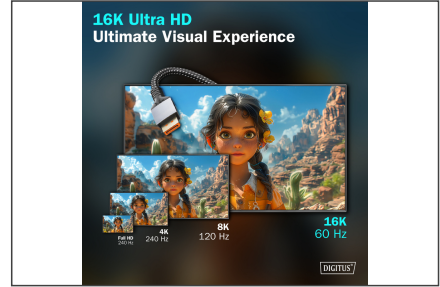 16K Ultra HD
Ultimate Visual Experience
Full HD
240 Hz
4K
240 Hz
8K
120 Hz
16K
60 Hz
DIGITUS®